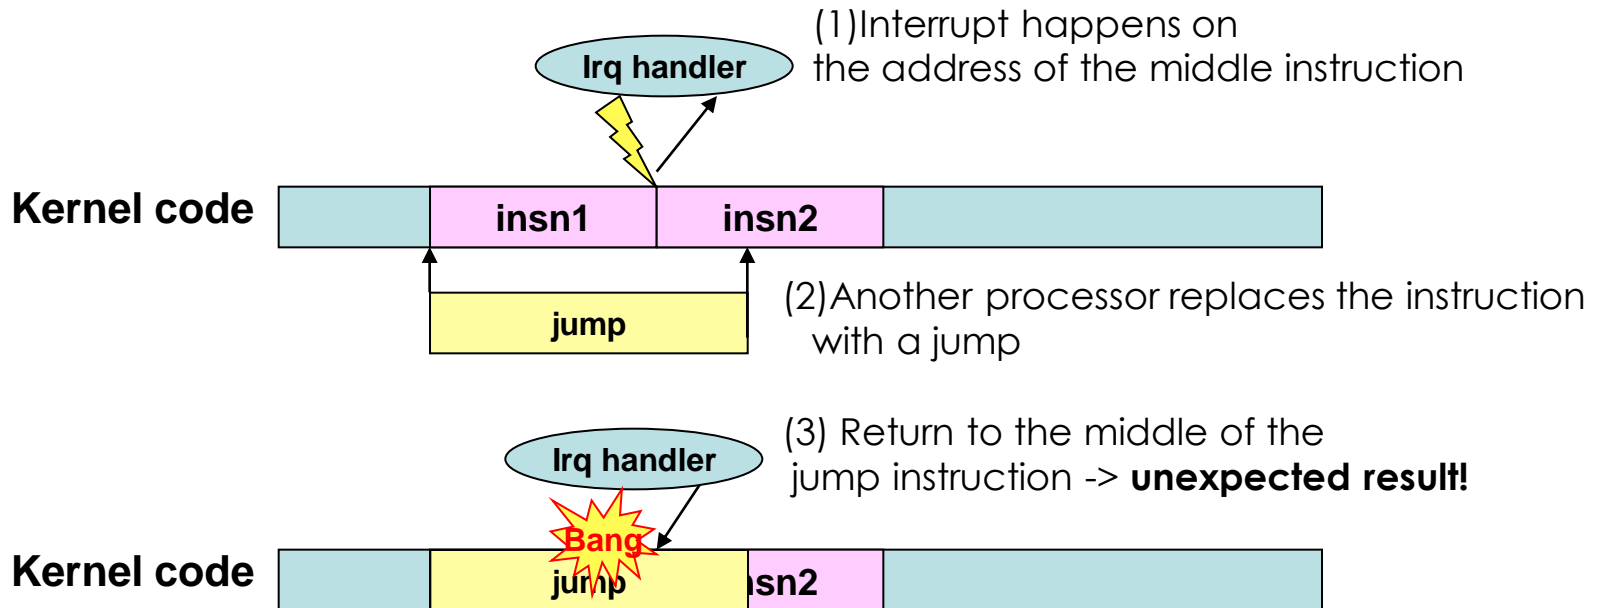 (1)Interrupt happens on
Irq handler
the address of the middle instruction
Kernel code
insn1
insn2
(2)Another processor replaces the instruction
jump
with a jump
(3) Return to the middle of the
Irq handler
jump instruction -> unexpected result!
Bang
Kernel code
jump
nsn2